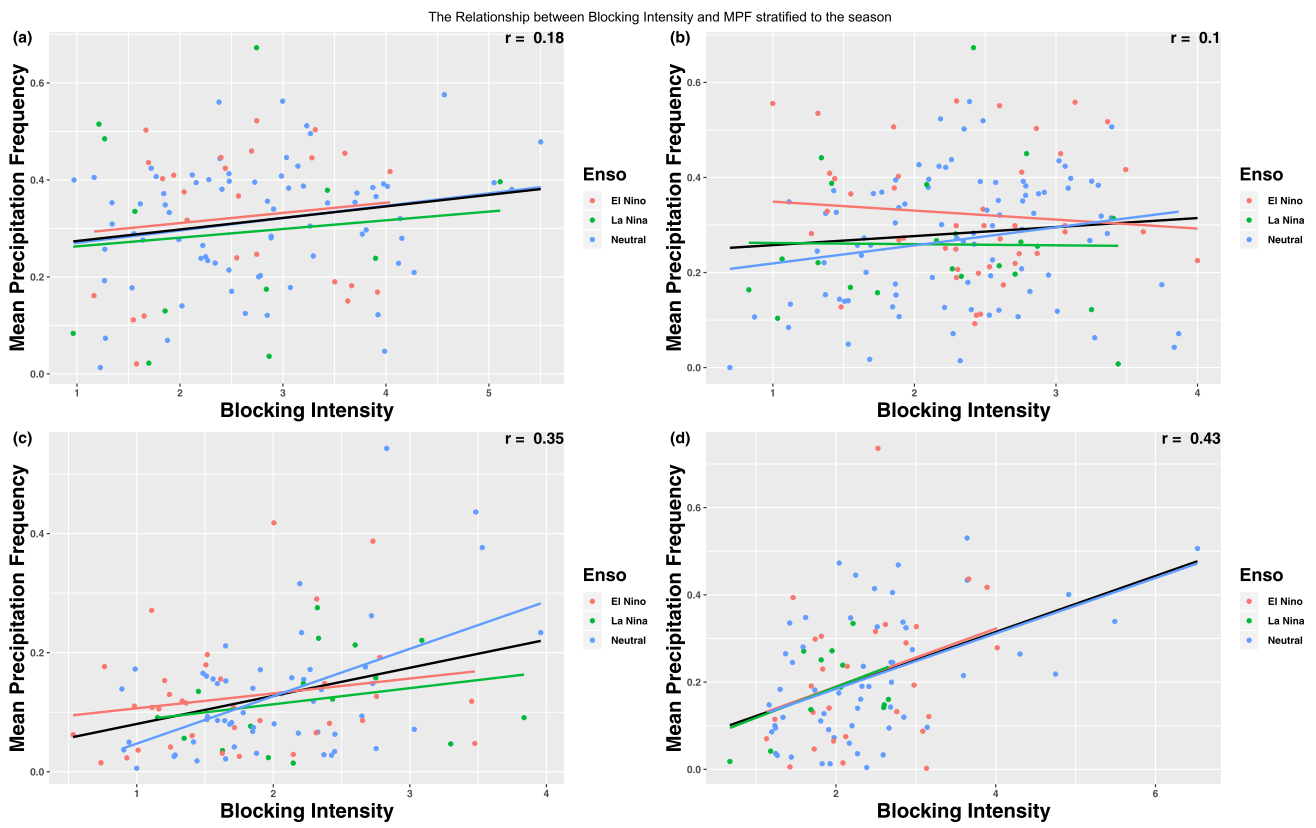 The Relationship between Blocking Intensity and MPF stratified to the season
(a)
r = 0.18
Mean Precipitation Frequency
0.6
0.4
0.2
0.0
1 2 3 4 5
Blocking Intensity
Enso
El Nino
La Nina
Neutral
(b)
r = 0.1
Mean Precipitation Frequency
0.6
0.4
0.2
0.0
1 2 3 4
Blocking Intensity
Enso
El Nino
La Nina
Neutral
(c)
r = 0.35
Mean Precipitation Frequency
0.4
0.2
0.0
1 2 3 4
Blocking Intensity
Enso
El Nino
La Nina
Neutral
(d)
r = 0.43
Mean Precipitation Frequency
0.6
0.4
0.2
0.0
2 4 6
Blocking Intensity
Enso
El Nino
La Nina
Neutral